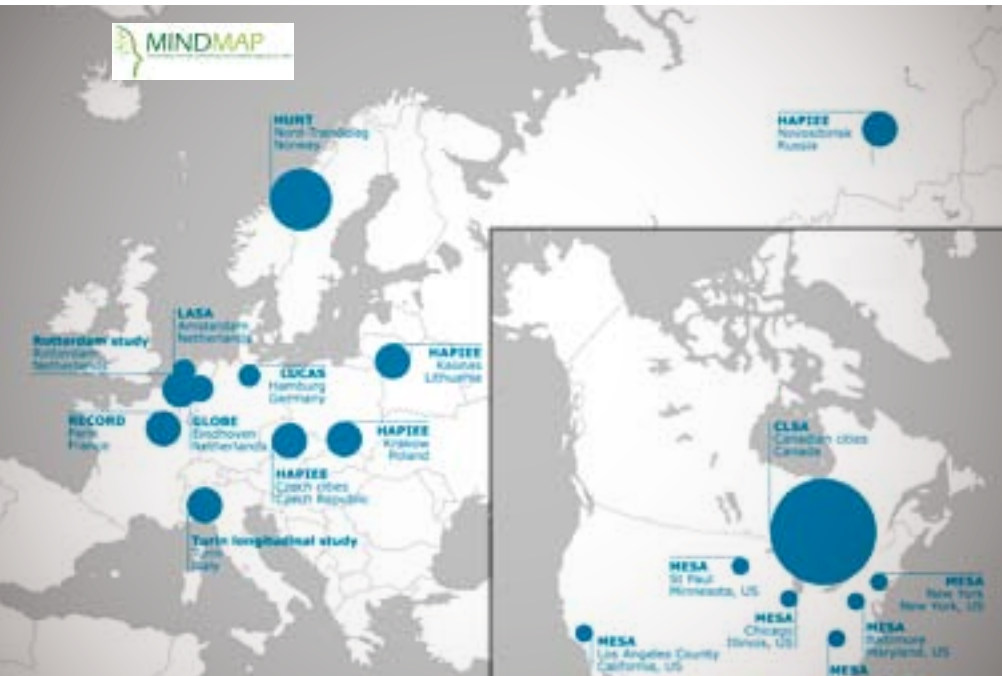 MINDMAP
HUNT
Nord-Trøndelag
Norway
HAPIEE
Novosibirsk
Russia
LASA
Amsterdam
Netherlands
Rotterdam study
Rotterdam
Netherlands
HAPIEE
Kaunas
Lithuania
LUCAS
Hamburg
Germany
RECORD
Paris
France
GLOBE
Eindhoven
Netherlands
HAPIEE
Krakow
Poland
HAPIEE
Czech cities
Czech Republic
Turin longitudinal study
Turin
Italy
CLSA
Canadian cities
Canada
MESA
St Paul
Minnesota, US
MESA
New York
New York, US
MESA
Chicago
Illinois, US
MESA
Baltimore
Maryland, US
MESA
Los Angeles County
California, US
MESA